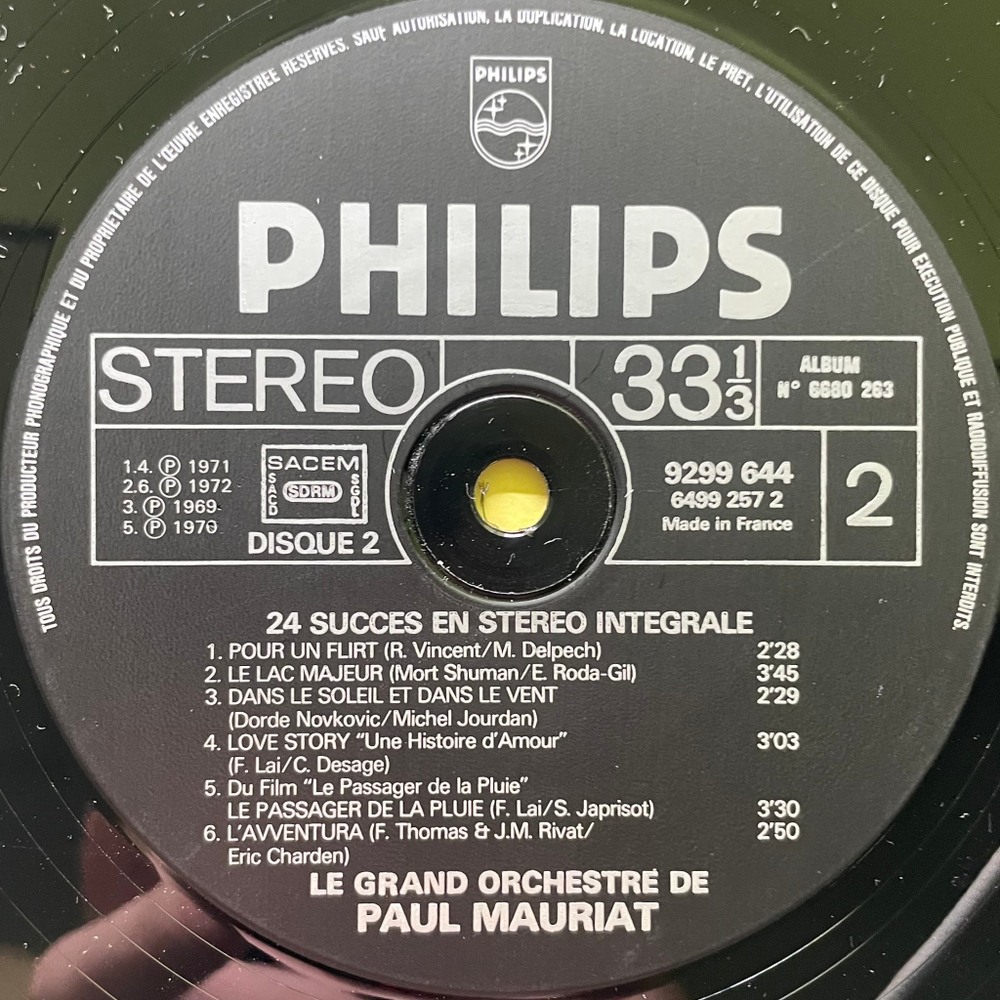 TOUS DROITS DU PRODUCTEUR PHONOGRAPHIQUE ET DU PROPRIETAIRE DE L'ŒUVRE ENREGISTREE RESERVES. SAUF AUTORISATION, LA DUPLICATION, LA LOCATION, LE PRET, L'UTILISATION DE CE DISQUE POUR EXECUTION PUBLIQUE ET RADIODIFFUSION SONT INTERDITS.
PHILIPS
PHILIPS
STEREO 33 1/3 ALBUM
N° 6680 263
1.4. ℗ 1971
2.6. ℗ 1972
3. ℗ 1969
5. ℗ 1970
SACEM
SACD SDRM SGDL
DISQUE 2
9299 644
6499 257 2
Made in France
2
24 SUCCES EN STEREO INTEGRALE
1. POUR UN FLIRT (R. Vincent/M. Delpech) 2'28
2. LE LAC MAJEUR (Mort Shuman/E. Roda-Gil) 3'45
3. DANS LE SOLEIL ET DANS LE VENT 2'29
(Dorde Novkovic/Michel Jourdan)
4. LOVE STORY "Une Histoire d'Amour" 3'03
(F. Lai/C. Desage)
5. Du Film "Le Passager de la Pluie"
LE PASSAGER DE LA PLUIE (F. Lai/S. Japrisot) 3'30
6. L'AVVENTURA (F. Thomas & J.M. Rivat/ 2'50
Eric Charden)
LE GRAND ORCHESTRE DE
PAUL MAURIAT